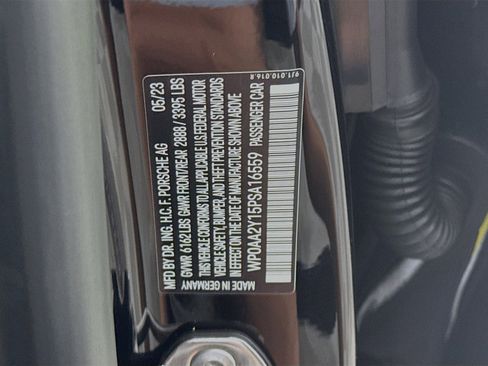 MFD. BY DR. ING. H.C. F. PORSCHE AG 05/23
GVWR 6162 LBS GAWR FRONT/REAR 2888 / 3395 LBS
VEHICLE CONFORMS TO ALL APPLICABLE U.S. FEDERAL MOTOR
VEHICLE SAFETY, BUMPER, AND THEFT PREVENTION STANDARDS
IN EFFECT ON THE DATE OF MANUFACTURE SHOWN ABOVE
WP0AA2Y15PSA16559 PASSENGER CAR
MADE IN GERMANY
9J1.010.016.R